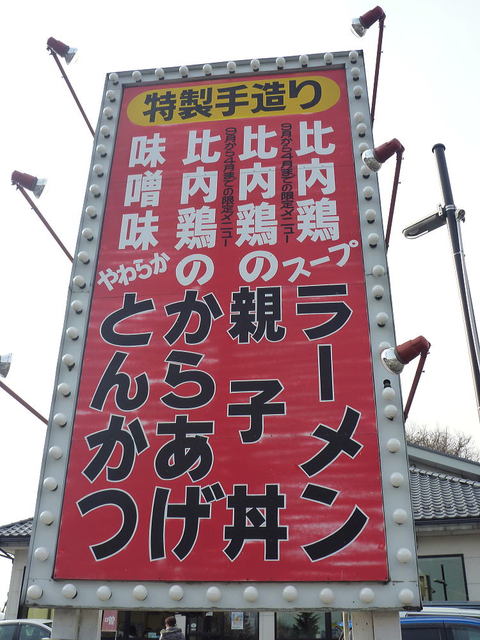 特製手造り
比内鶏スープ
ラーメン
9月から4月までの限定メニュー
比内鶏の
親子丼
9月から4月までの限定メニュー
比内鶏の
からあげ
味噌味
やわらか
とんかつ